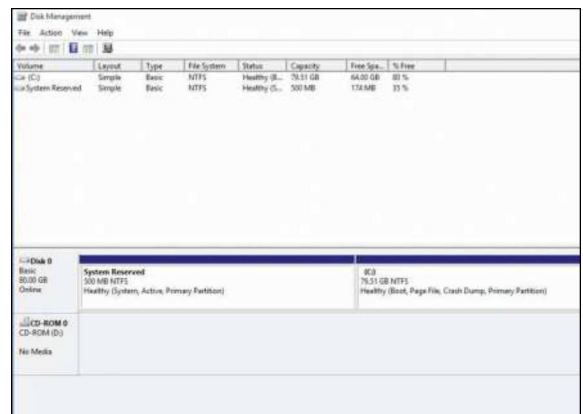 Disk Management
File Action View Help
Volume Layout Type File System Status Capacity Free Spa... % Free
(C:) Simple Basic NTFS Healthy (B... 79.51 GB 64.00 GB 80 %
System Reserved Simple Basic NTFS Healthy (S... 500 MB 174 MB 35 %
Disk 0
Basic
80.00 GB
Online
System Reserved
500 MB NTFS
Healthy (System, Active, Primary Partition)
(C:)
79.51 GB NTFS
Healthy (Boot, Page File, Crash Dump, Primary Partition)
CD-ROM 0
CD-ROM (D:)
No Media